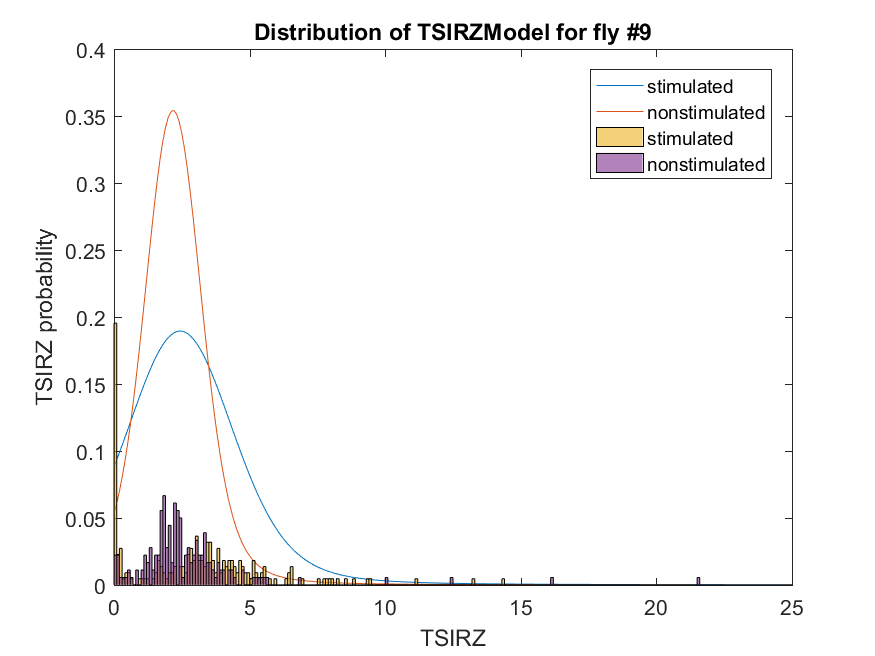 Distribution of TSIRZModel for fly #9
0.4
0.35
0.3
0.25
0.2
0.15
0.1
0.05
0
TSIRZ probability
stimulated
nonstimulated
stimulated
nonstimulated
0 5 10 15 20 25
TSIRZ